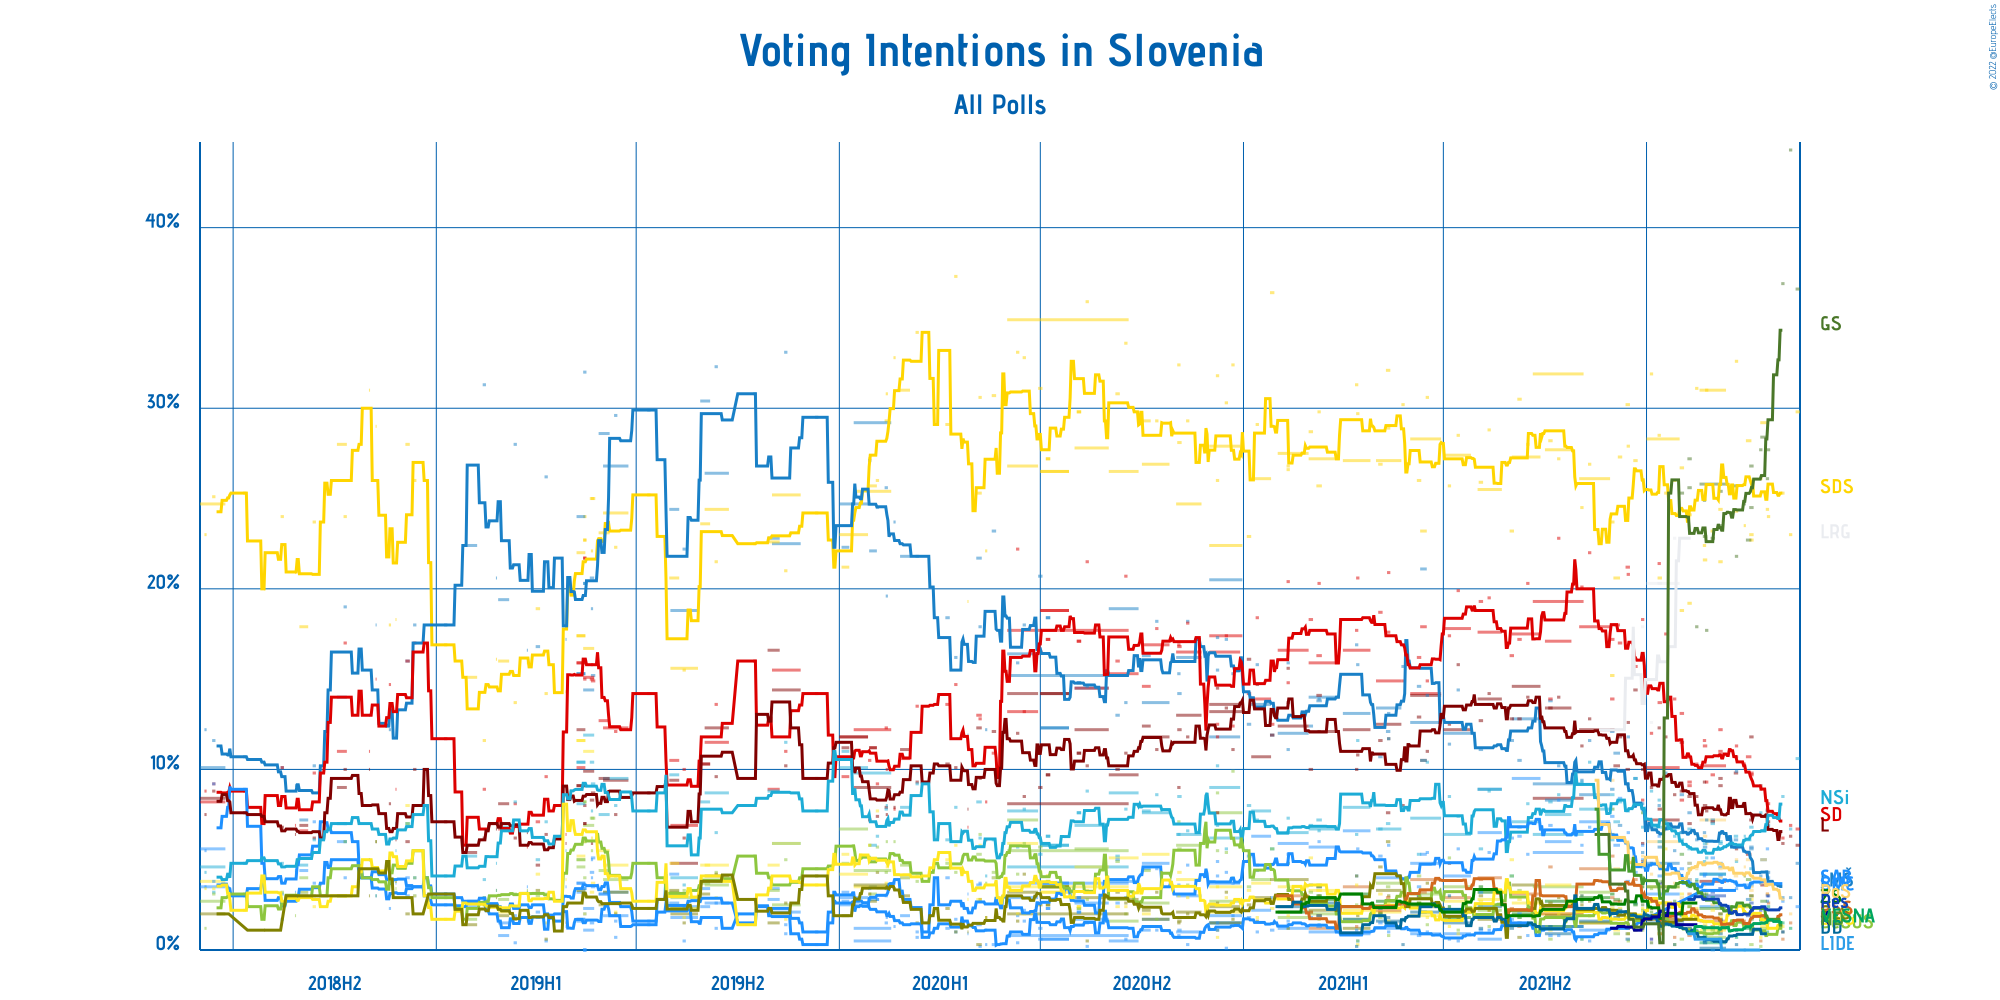 © 2022 @EuropeElects
Voting Intentions in Slovenia
All Polls
40%
30%
20%
10%
0%
GS
SDS
LRG
NSi
SD
L
Des
DD
LIDE
2018H2
2019H1
2019H2
2020H1
2020H2
2021H1
2021H2